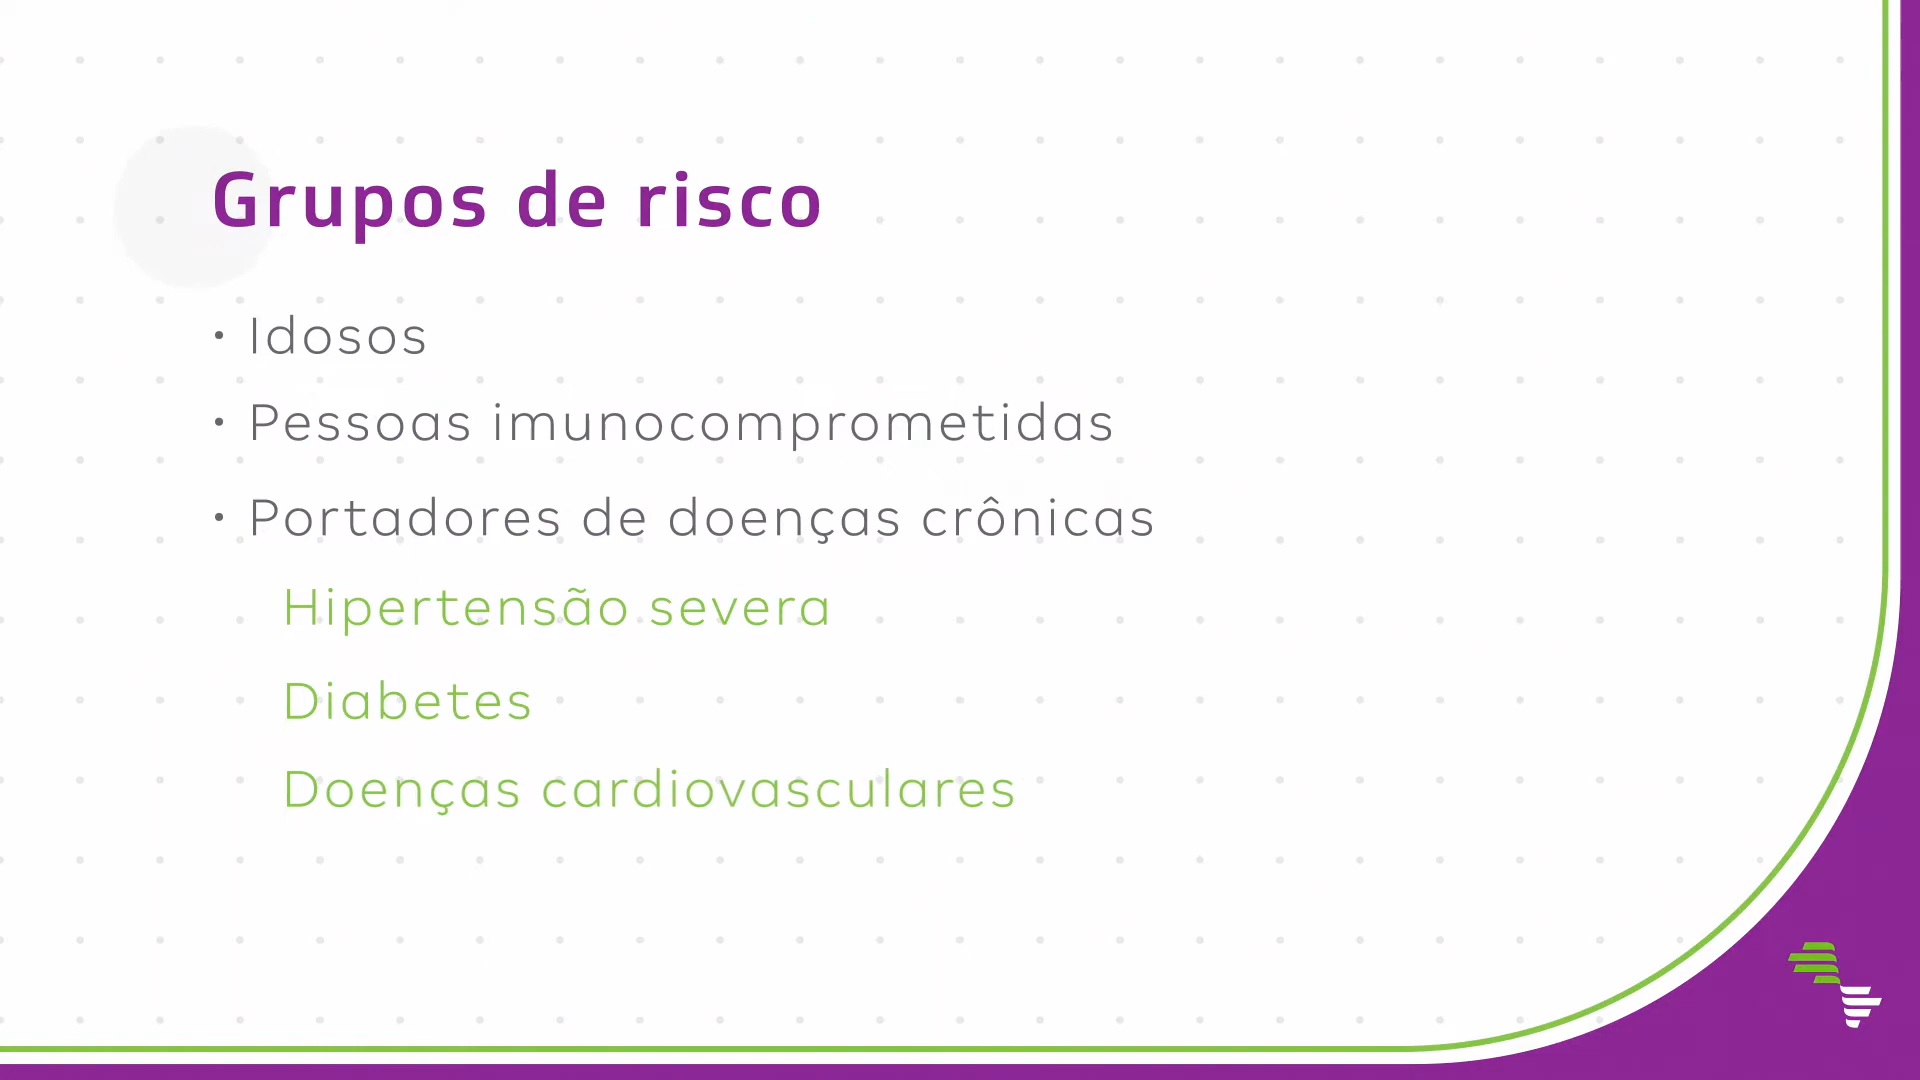 Grupos de risco
• Idosos
• Pessoas imunocomprometidas
• Portadores de doenças crônicas
Hipertensão severa
Diabetes
Doenças cardiovasculares